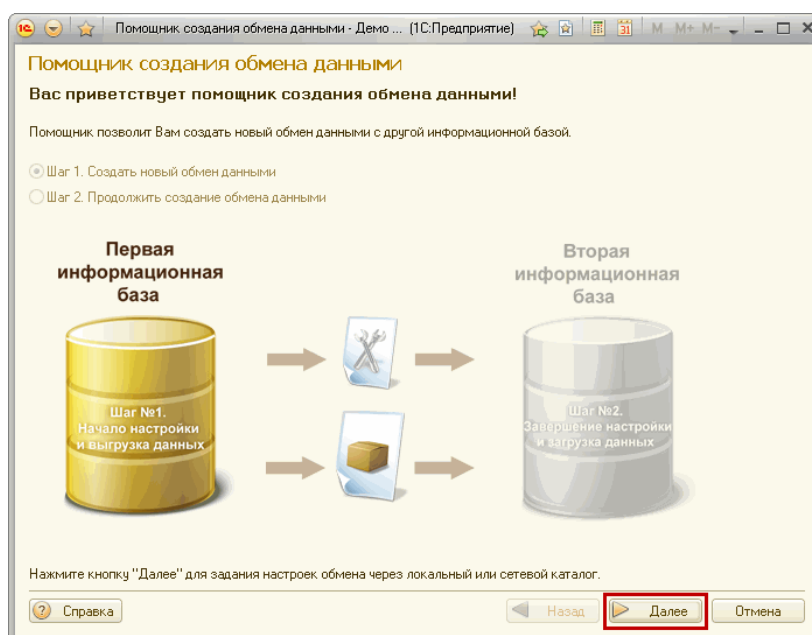 Помощник создания обмена данными - Демо ... (1С:Предприятие)
31
M M+ M-
Помощник создания обмена данными
Вас приветствует помощник создания обмена данными!
Помощник позволит Вам создать новый обмен данными с другой информационной базой.
Шаг 1. Создать новый обмен данными
Шаг 2. Продолжить создание обмена данными
Первая
информационная
база
Вторая
информационная
база
Шаг №1.
Начало настройки
и выгрузка данных
Шаг №2.
Завершение настройки
и загрузка данных
Нажмите кнопку "Далее" для задания настроек обмена через локальный или сетевой каталог.
? Справка
Назад
Далее
Отмена